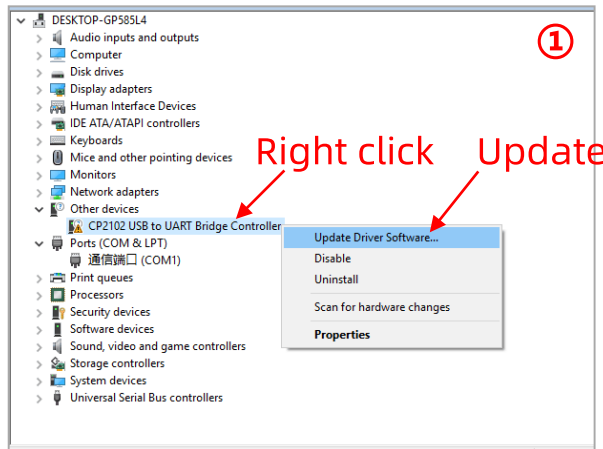 DESKTOP-GP585L4
①
Audio inputs and outputs
Computer
Disk drives
Display adapters
Human Interface Devices
IDE ATA/ATAPI controllers
Keyboards
Right click
Update
Mice and other pointing devices
Monitors
Network adapters
Other devices
CP2102 USB to UART Bridge Controller
Ports (COM & LPT)
通信端口 (COM1)
Print queues
Processors
Security devices
Software devices
Sound, video and game controllers
Storage controllers
System devices
Universal Serial Bus controllers
Update Driver Software...
Disable
Uninstall
Scan for hardware changes
Properties